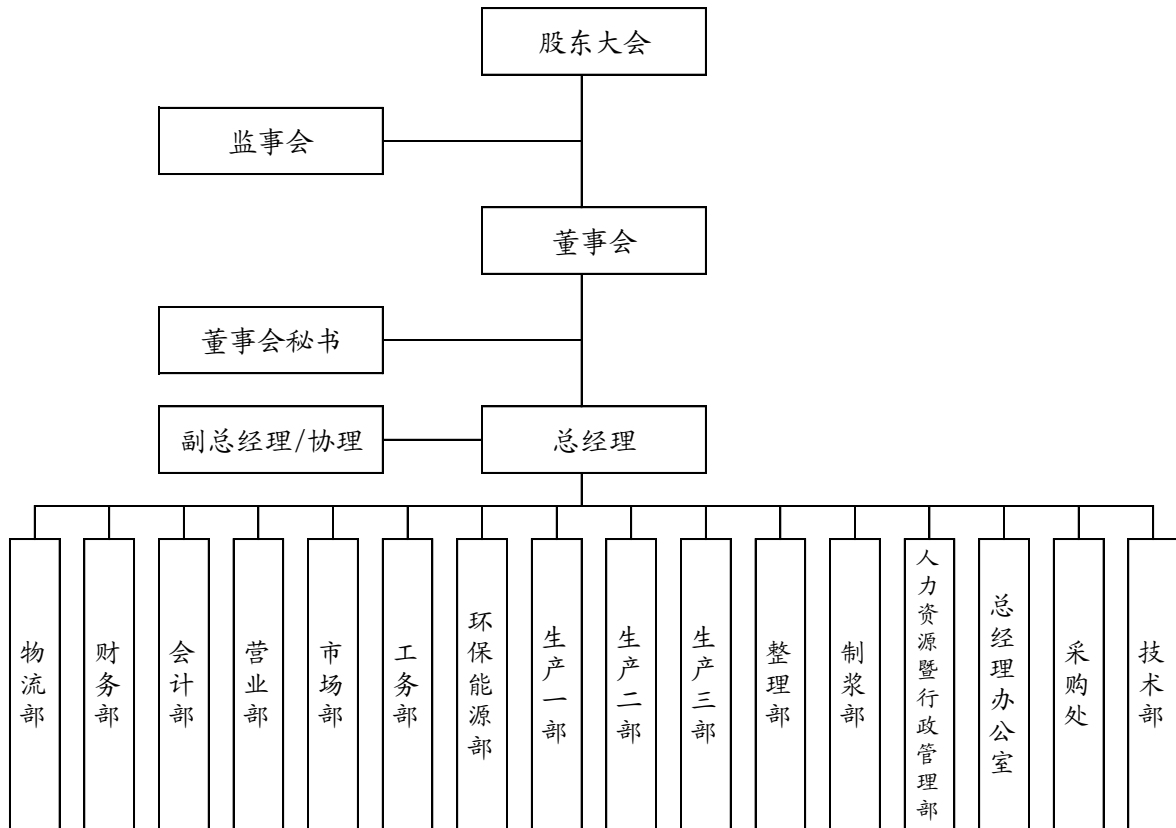 股东大会
监事会
董事会
董事会秘书
副总经理/协理
总经理
物流部
财务部
会计部
营业部
市场部
工务部
环保能源部
生产一部
生产二部
生产三部
整理部
制浆部
人力资源暨行政管理部
总经理办公室
采购处
技术部